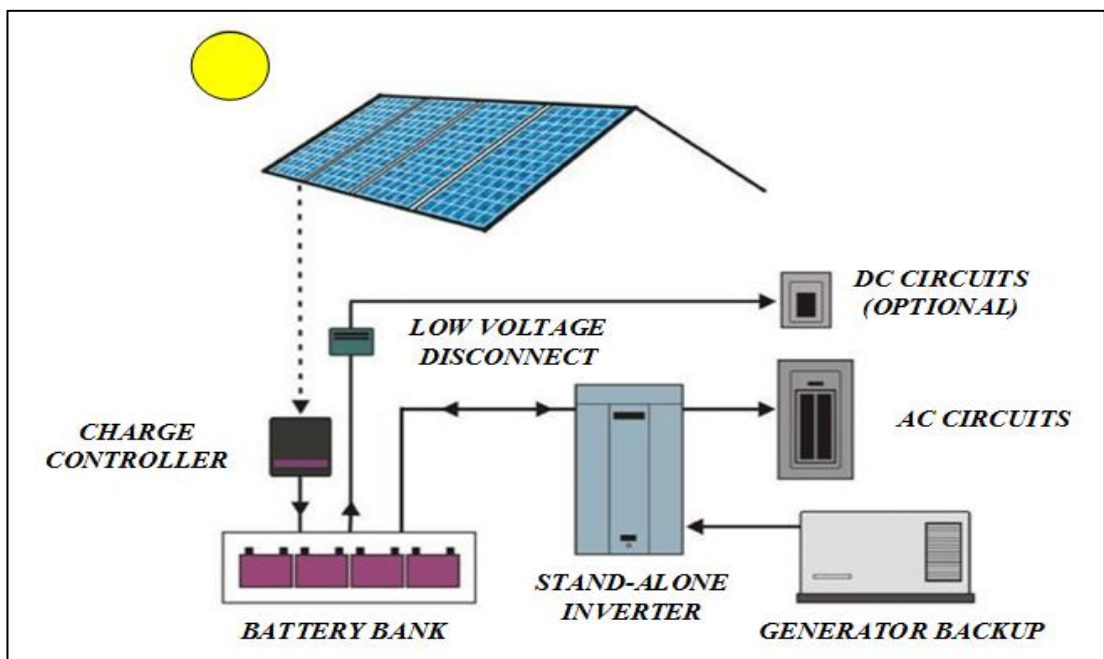 DC CIRCUITS
(OPTIONAL)
LOW VOLTAGE
DISCONNECT
CHARGE
CONTROLLER
AC CIRCUITS
STAND-ALONE
INVERTER
BATTERY BANK
GENERATOR BACKUP